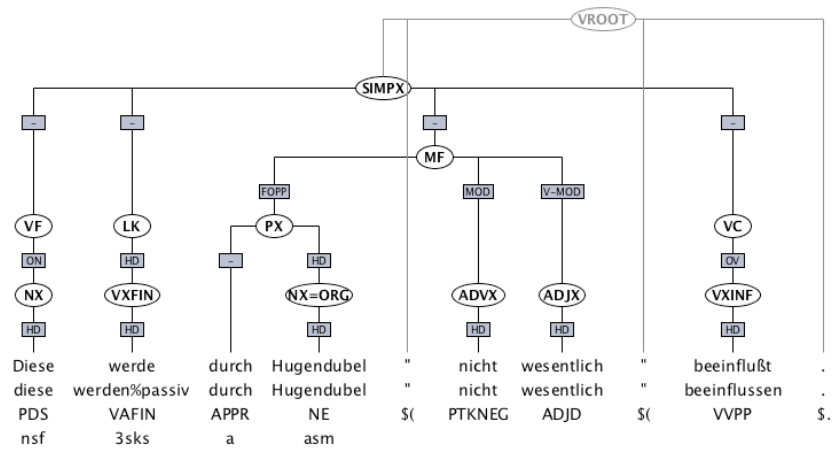 VROOT
SIMPX
– – – –
MF
FOPP MOD V-MOD
VF LK PX VC
ON HD – HD OV
NX VXFIN NX=ORG ADVX ADJX VXINF
HD HD HD HD HD HD
Diese werde durch Hugendubel " nicht wesentlich " beeinflußt .
diese werden%passiv durch Hugendubel " nicht wesentlich " beeinflussen .
PDS VAFIN APPR NE $( PTKNEG ADJD $( VVPP $.
nsf 3sks a asm